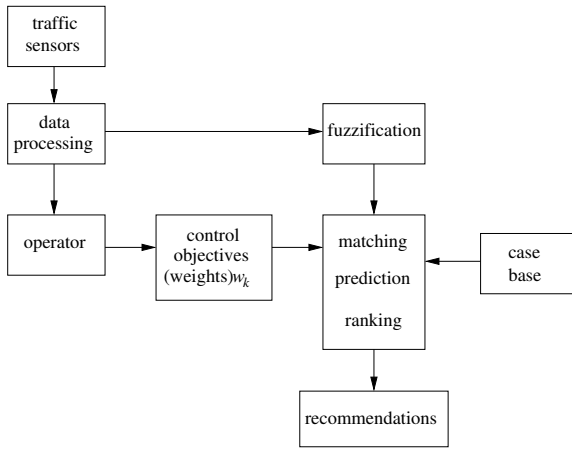 traffic
sensors
data
processing
fuzzification
operator
control
objectives
(weights)w_k
matching
prediction
ranking
case
base
recommendations